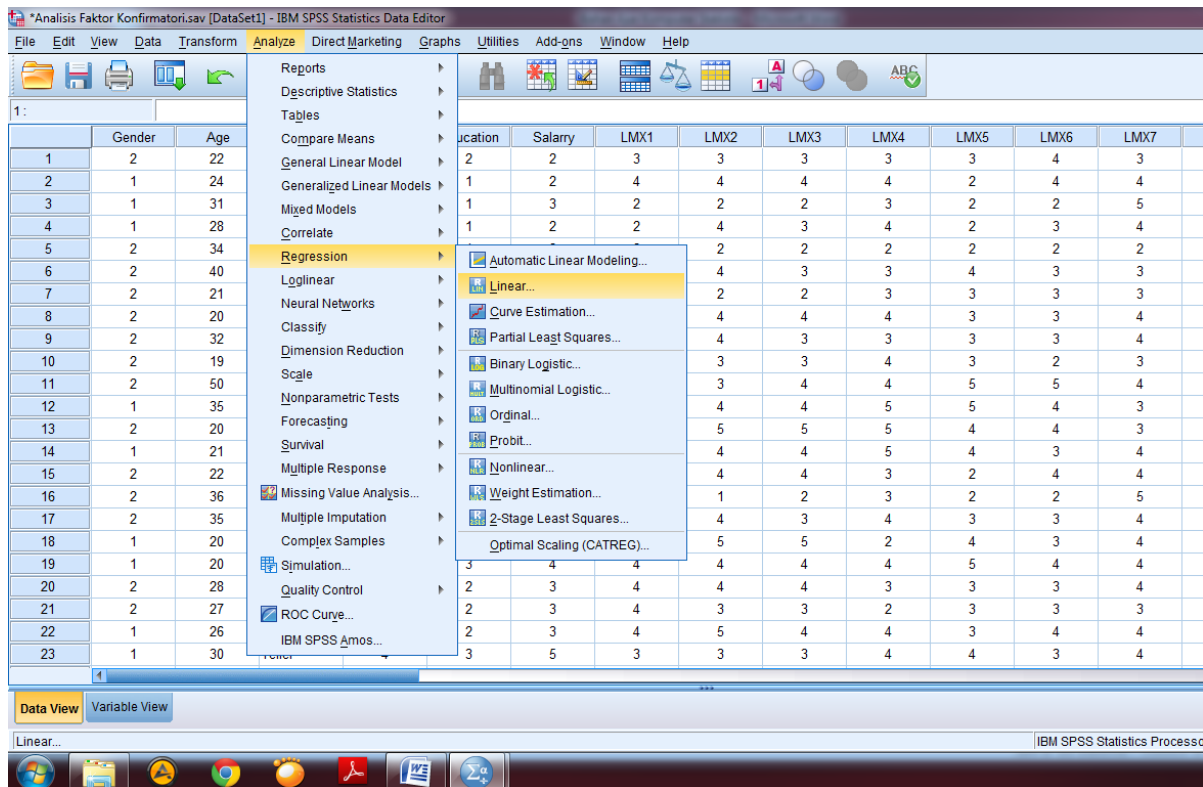 *Analisis Faktor Konfirmatori.sav [DataSet1] - IBM SPSS Statistics Data Editor
File Edit View Data Transform Analyze Direct Marketing Graphs Utilities Add-ons Window Help
1 :
Reports
Descriptive Statistics
Tables
Compare Means
General Linear Model
Generalized Linear Models
Mixed Models
Correlate
Regression
Loglinear
Neural Networks
Classify
Dimension Reduction
Scale
Nonparametric Tests
Forecasting
Survival
Multiple Response
Missing Value Analysis...
Multiple Imputation
Complex Samples
Simulation...
Quality Control
ROC Curve...
IBM SPSS Amos...
Automatic Linear Modeling...
Linear...
Curve Estimation...
Partial Least Squares...
Binary Logistic...
Multinomial Logistic...
Ordinal...
Probit...
Nonlinear...
Weight Estimation...
2-Stage Least Squares...
Optimal Scaling (CATREG)...
Gender Age Salarry LMX1 LMX2 LMX3 LMX4 LMX5 LMX6 LMX7
1 2 22 2 2 3 3 3 3 3 4 3
2 1 24 1 2 4 4 4 4 2 4 4
3 1 31 1 3 2 2 2 3 2 2 5
4 1 28 1 2 2 4 3 4 2 3 4
5 2 34 2 2 2 2 2 2
6 2 40 4 3 3 4 3 3
7 2 21 2 2 3 3 3 3
8 2 20 4 4 4 3 3 4
9 2 32 4 3 3 3 3 4
10 2 19 3 3 4 3 2 3
11 2 50 3 4 4 5 5 4
12 1 35 4 4 5 5 4 3
13 2 20 5 5 5 4 4 3
14 1 21 4 4 5 4 3 4
15 2 22 4 4 3 2 4 4
16 2 36 1 2 3 2 2 5
17 2 35 4 3 4 3 3 4
18 1 20 5 5 2 4 3 4
19 1 20 3 4 4 4 4 4 5 4 4
20 2 28 2 3 4 4 4 3 3 3 4
21 2 27 2 3 4 3 3 2 3 3 3
22 1 26 2 3 4 5 4 4 3 4 4
23 1 30 3 5 3 3 3 4 4 3 4
Data View Variable View
Linear...
IBM SPSS Statistics Processo